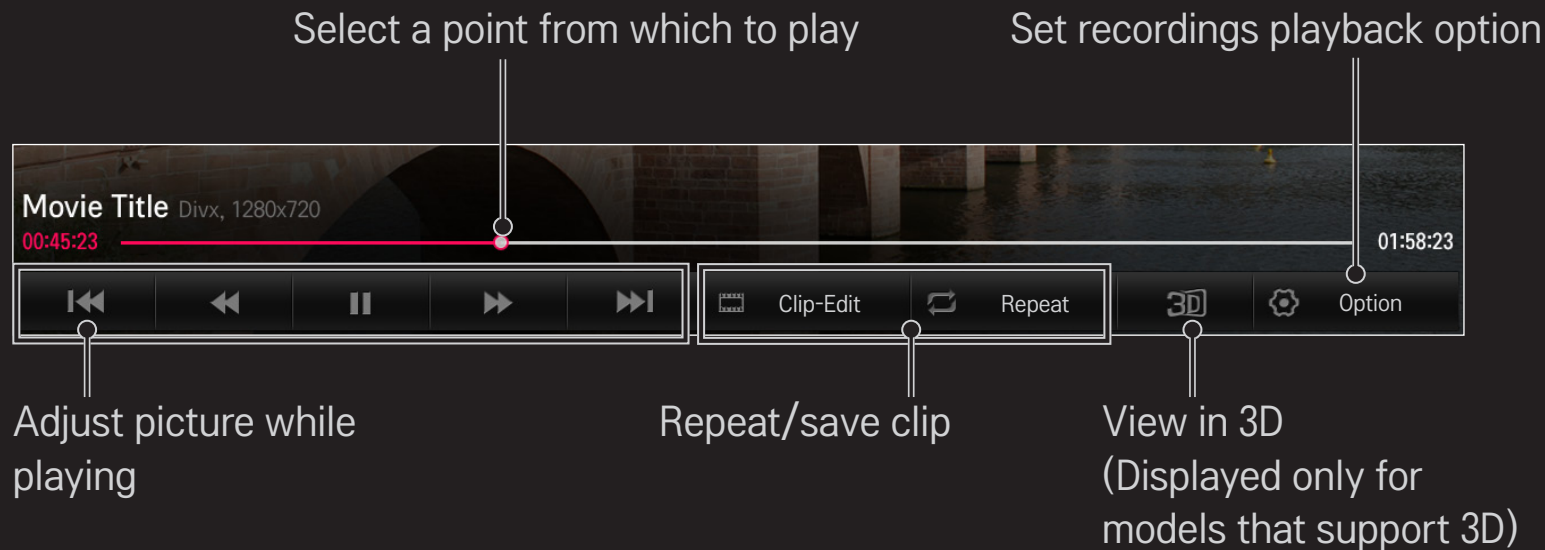 Select a point from which to play
Set recordings playback option
Movie Title Divx, 1280x720
00:45:23
01:58:23
Clip-Edit
Repeat
3D
Option
Adjust picture while
playing
Repeat/save clip
View in 3D
(Displayed only for
models that support 3D)